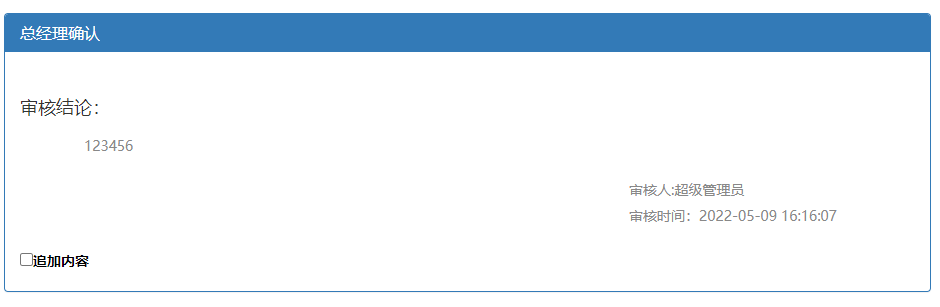 总经理确认
审核结论：
123456
审核人:超级管理员
审核时间：2022-05-09 16:16:07
追加内容